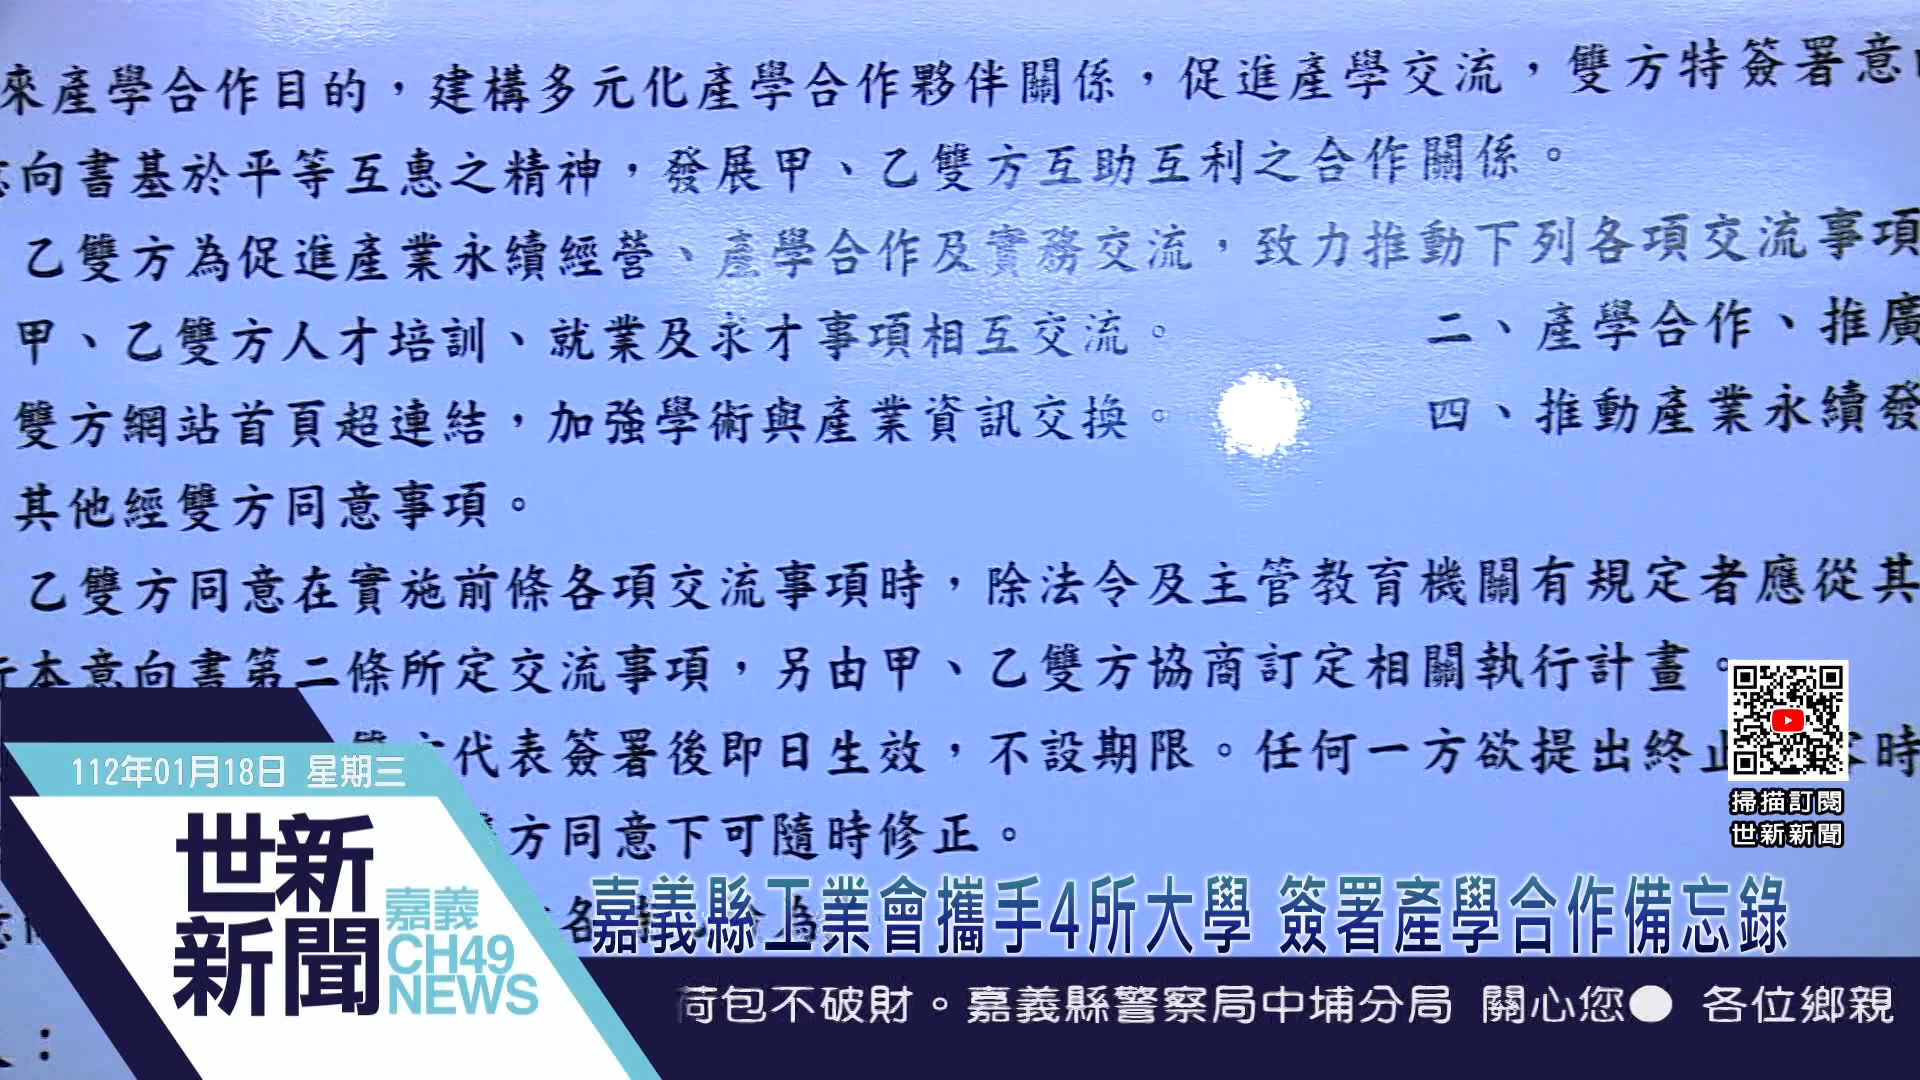 來產學合作目的，建構多元化產學合作夥伴關係，促進產學交流，雙方特簽署意
向書基於平等互惠之精神，發展甲、乙雙方互助互利之合作關係。
乙雙方為促進產業永續經營、產學合作及實務交流，致力推動下列各項交流事項
甲、乙雙方人才培訓、就業及求才事項相互交流。 二、產學合作、推廣
雙方網站首頁超連結，加強學術與產業資訊交換。 四、推動產業永續發
其他經雙方同意事項。
乙雙方同意在實施前條各項交流事項時，除法令及主管教育機關有規定者應從其
本意向書第二條所定交流事項，另由甲、乙雙方協商訂定相關執行計畫。
代表簽署後即日生效，不設期限。任何一方欲提出終止 時
方同意下可隨時修正。
各
112年01月18日 星期三
世新
新聞
嘉義
CH49
NEWS
掃描訂閱
世新新聞
嘉義縣工業會攜手4所大學 簽署產學合作備忘錄
荷包不破財。嘉義縣警察局中埔分局 關心您● 各位鄉親